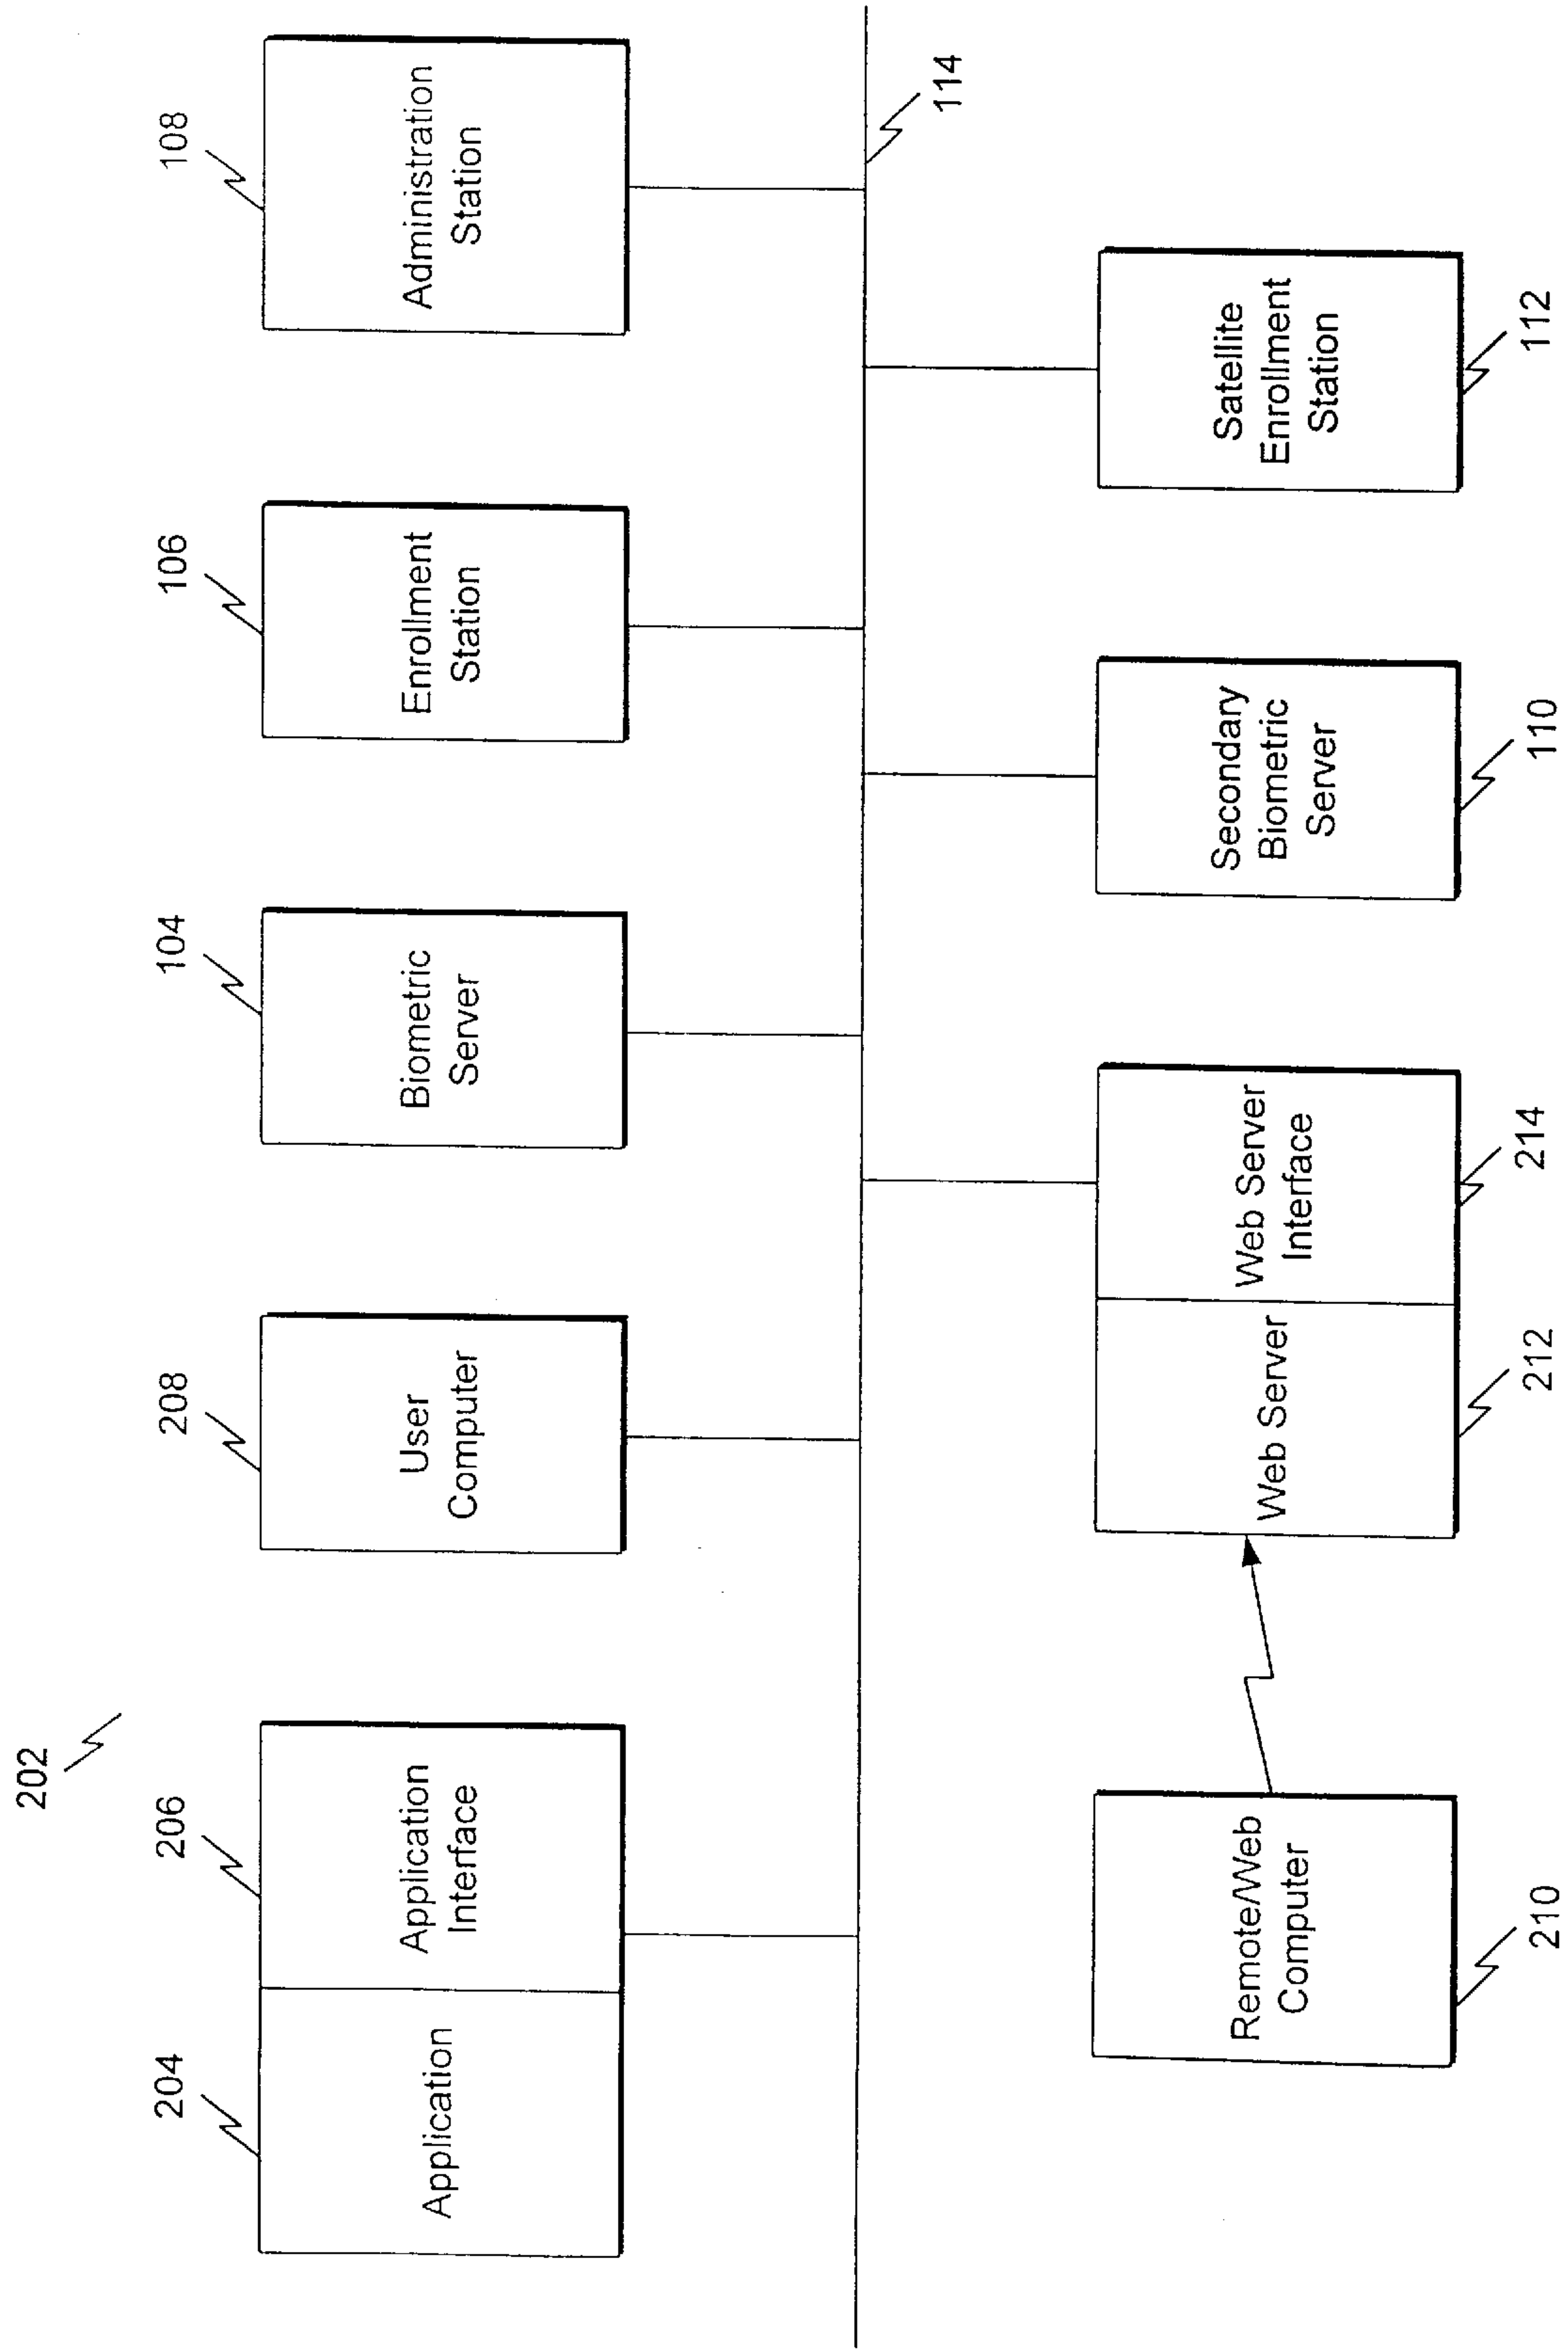 202
204
206
208
104
106
108
Application
Application
Interface
User
Computer
Biometric
Server
Enrollment
Station
Administration
Station
114
Remote/Web
Computer
Web Server
Web Server
Interface
Secondary
Biometric
Server
Satellite
Enrollment
Station
210
212
214
110
112